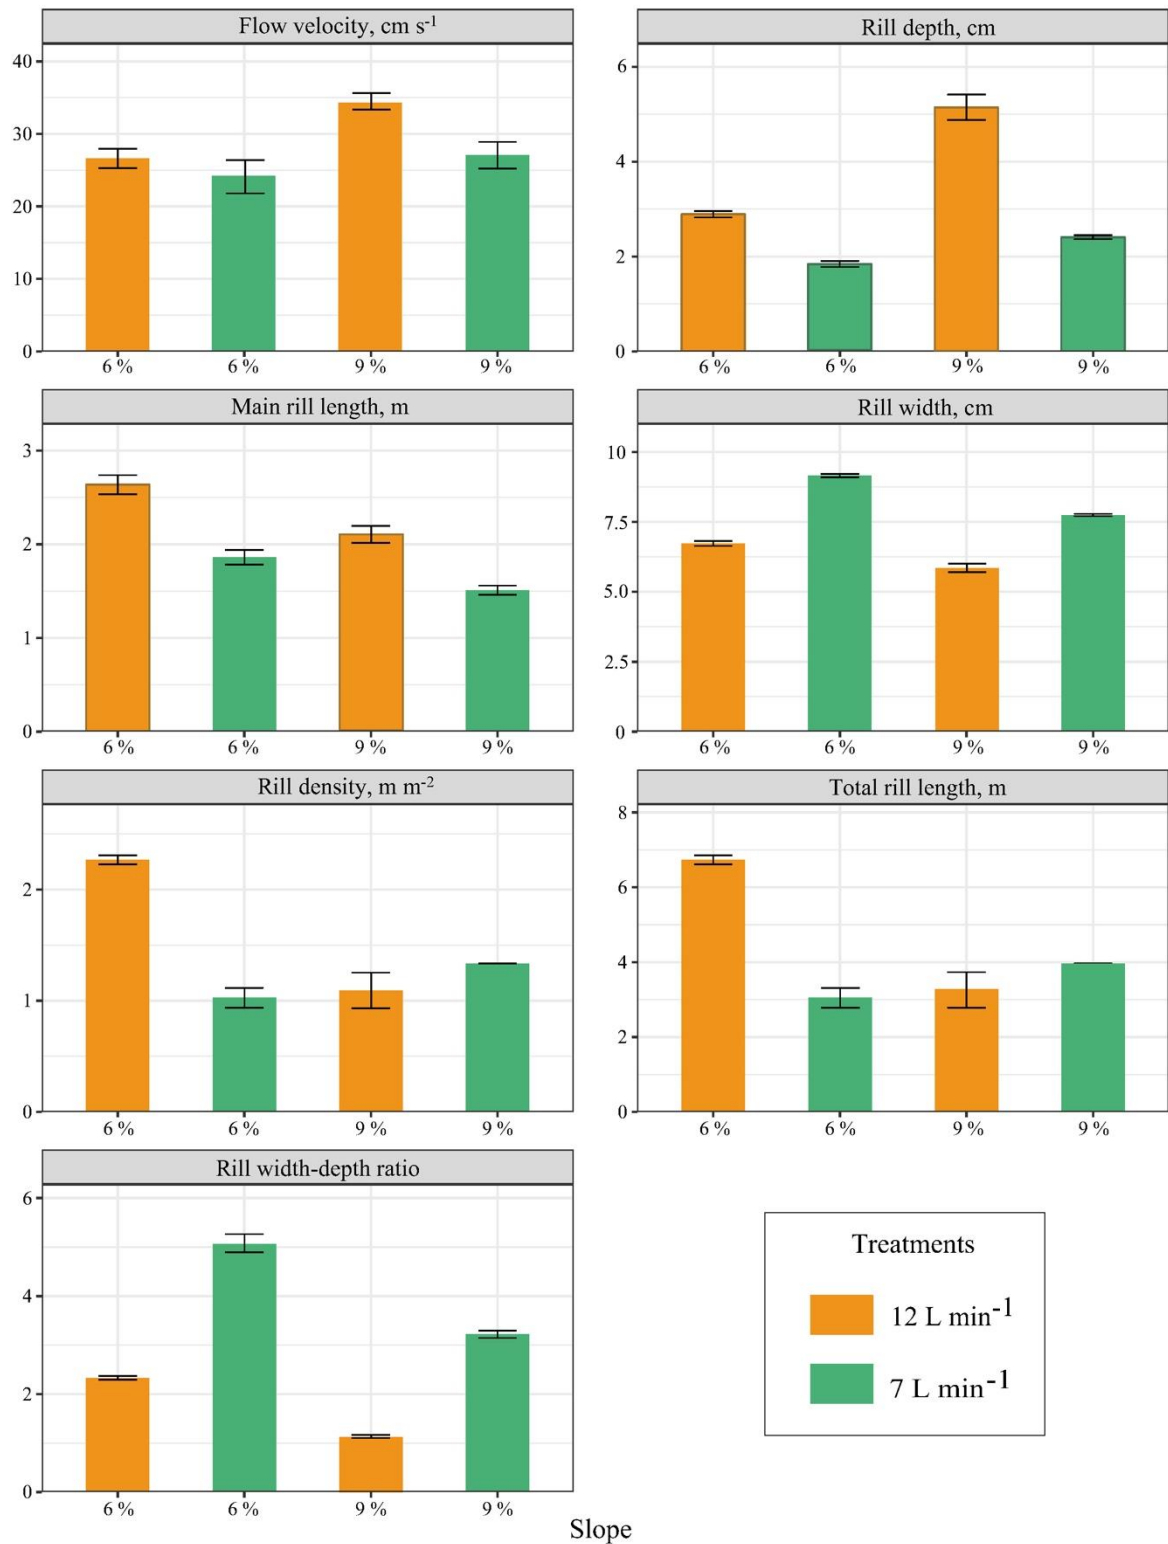 Flow velocity, cm s⁻¹
40
30
20
10
0
6 % 6 % 9 % 9 %
Rill depth, cm
6
4
2
0
6 % 6 % 9 % 9 %
Main rill length, m
3
2
1
0
6 % 6 % 9 % 9 %
Rill width, cm
10
7.5
5.0
2.5
0
6 % 6 % 9 % 9 %
Rill density, m m⁻²
2
1
0
6 % 6 % 9 % 9 %
Total rill length, m
8
6
4
2
0
6 % 6 % 9 % 9 %
Rill width-depth ratio
6
4
2
0
6 % 6 % 9 % 9 %
Treatments
12 L min⁻¹
7 L min⁻¹
Slope